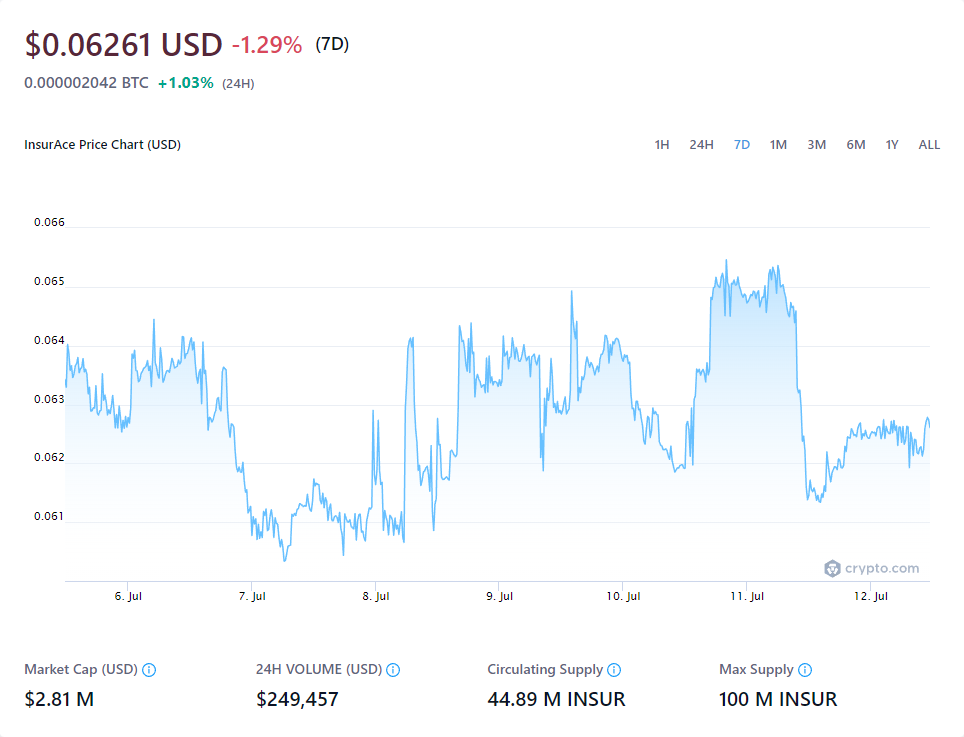 $0.06261 USD -1.29% (7D)
0.000002042 BTC +1.03% (24H)
InsurAce Price Chart (USD) 1H 24H 7D 1M 3M 6M 1Y ALL
0.066
0.065
0.064
0.063
0.062
0.061
crypto.com
6. Jul 7. Jul 8. Jul 9. Jul 10. Jul 11. Jul 12. Jul
Market Cap (USD) 24H VOLUME (USD) Circulating Supply Max Supply
$2.81 M $249,457 44.89 M INSUR 100 M INSUR